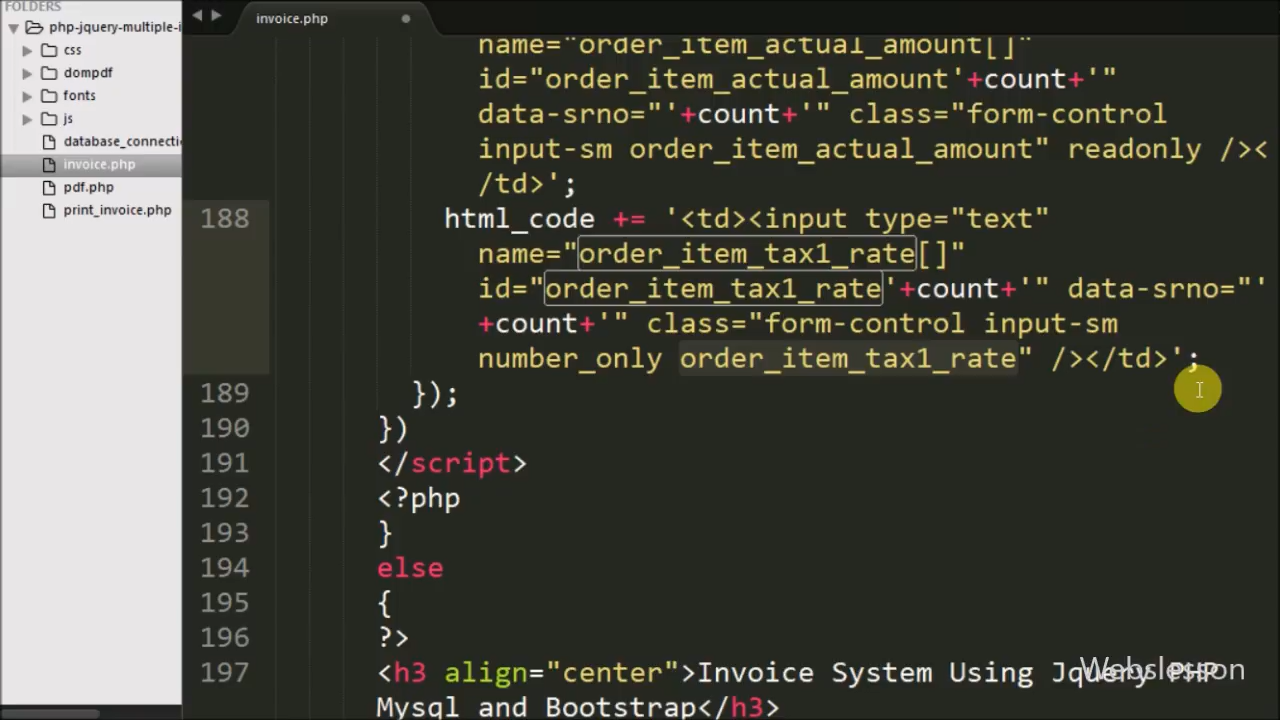 FOLDERS
php-jquery-multiple-i
css
dompdf
fonts
js
database_connecti
invoice.php
pdf.php
print_invoice.php
invoice.php
name="order_item_actual_amount[]"
id="order_item_actual_amount'+count+'"
data-srno="'+count+'" class="form-control
input-sm order_item_actual_amount" readonly /><
/td>';
188 html_code += '<td><input type="text"
name="order_item_tax1_rate[]"
id="order_item_tax1_rate'+count+'" data-srno="'
+count+'" class="form-control input-sm
number_only order_item_tax1_rate" /></td>';
189 });
190 })
191 </script>
192 <?php
193 }
194 else
195 {
196 ?>
197 <h3 align="center">Invoice System Using Jquery PHP
Mysql and Bootstrap</h3>
Webslesson